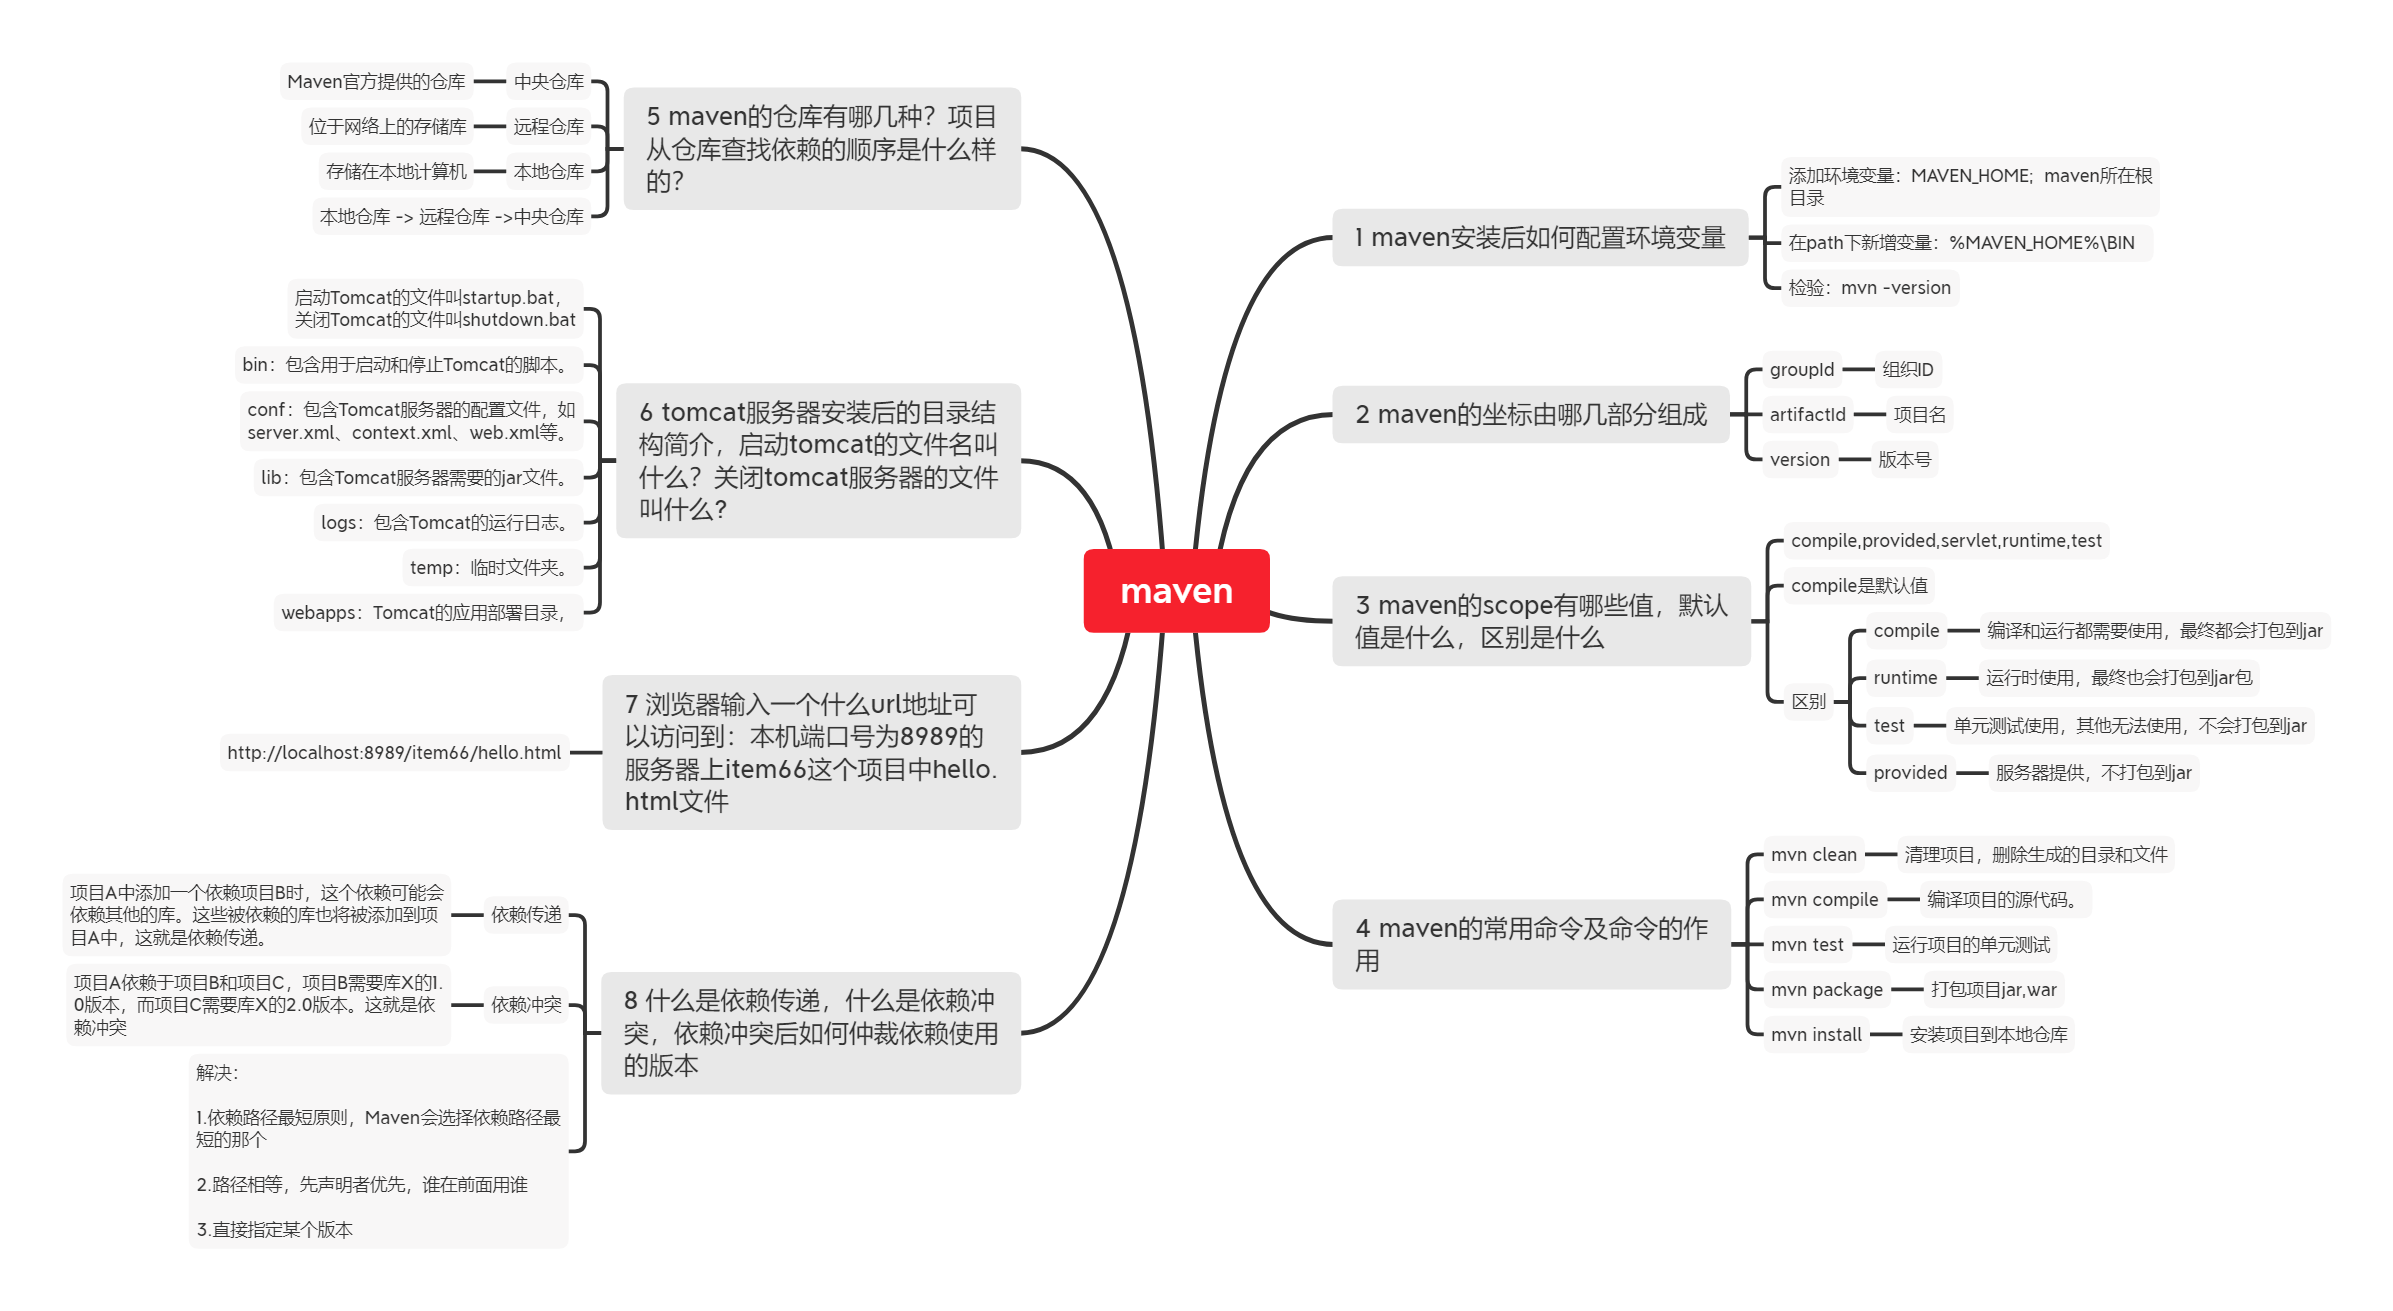 maven
1 maven安装后如何配置环境变量
添加环境变量：MAVEN_HOME；maven所在根
目录
在path下新增变量：%MAVEN_HOME%\BIN
检验：mvn -version
2 maven的坐标由哪几部分组成
groupId
组织ID
artifactId
项目名
version
版本号
3 maven的scope有哪些值，默认
值是什么，区别是什么
compile,provided,servlet,runtime,test
compile是默认值
区别
compile
编译和运行都需要使用，最终都会打包到jar
runtime
运行时使用，最终也会打包到jar包
test
单元测试使用，其他无法使用，不会打包到jar
provided
服务器提供，不打包到jar
4 maven的常用命令及命令的作
用
mvn clean
清理项目，删除生成的目录和文件
mvn compile
编译项目的源代码。
mvn test
运行项目的单元测试
mvn package
打包项目jar,war
mvn install
安装项目到本地仓库
5 maven的仓库有哪几种？项目
从仓库查找依赖的顺序是什么样
的？
中央仓库
Maven官方提供的仓库
远程仓库
位于网络上的存储库
本地仓库
存储在本地计算机
本地仓库 -> 远程仓库 ->中央仓库
6 tomcat服务器安装后的目录结
构简介，启动tomcat的文件名叫
什么？关闭tomcat服务器的文件
叫什么?
启动Tomcat的文件叫startup.bat，
关闭Tomcat的文件叫shutdown.bat
bin：包含用于启动和停止Tomcat的脚本。
conf：包含Tomcat服务器的配置文件，如
server.xml、context.xml、web.xml等。
lib：包含Tomcat服务器需要的jar文件。
logs：包含Tomcat的运行日志。
temp：临时文件夹。
webapps：Tomcat的应用部署目录，
7 浏览器输入一个什么url地址可
以访问到：本机端口号为8989的
服务器上item66这个项目中hello.
html文件
http://localhost:8989/item66/hello.html
8 什么是依赖传递，什么是依赖冲
突，依赖冲突后如何仲裁依赖使用
的版本
依赖传递
项目A中添加一个依赖项目B时，这个依赖可能会
依赖其他的库。这些被依赖的库也将被添加到项
目A中，这就是依赖传递。
依赖冲突
项目A依赖于项目B和项目C，项目B需要库X的1.
0版本，而项目C需要库X的2.0版本。这就是依
赖冲突
解决：
1.依赖路径最短原则，Maven会选择依赖路径最
短的那个
2.路径相等，先声明者优先，谁在前面用谁
3.直接指定某个版本